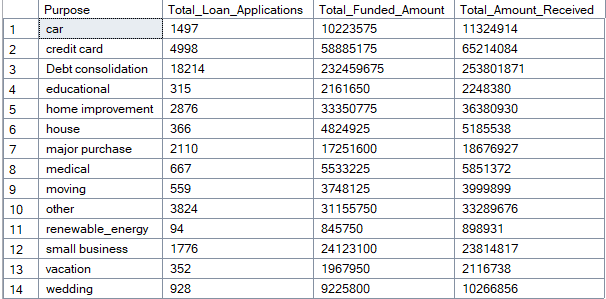 Purpose Total_Loan_Applications Total_Funded_Amount Total_Amount_Received
1 car 1497 10223575 11324914
2 credit card 4998 58885175 65214084
3 Debt consolidation 18214 232459675 253801871
4 educational 315 2161650 2248380
5 home improvement 2876 33350775 36380930
6 house 366 4824925 5185538
7 major purchase 2110 17251600 18676927
8 medical 667 5533225 5851372
9 moving 559 3748125 3999899
10 other 3824 31155750 33289676
11 renewable_energy 94 845750 898931
12 small business 1776 24123100 23814817
13 vacation 352 1967950 2116738
14 wedding 928 9225800 10266856